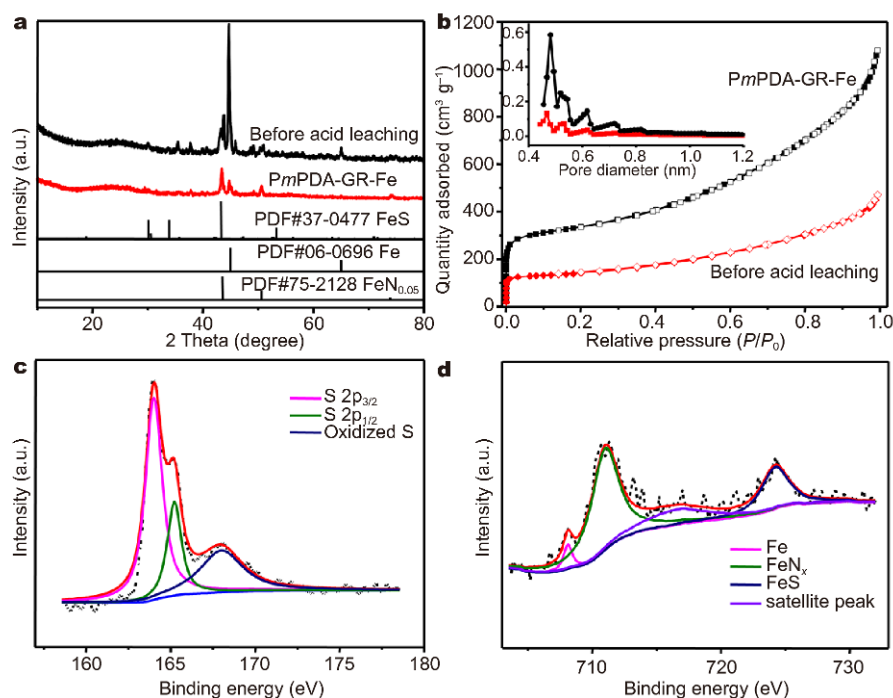 a
Intensity (a.u.)
Before acid leaching
PmPDA-GR-Fe
PDF#37-0477 FeS
PDF#06-0696 Fe
PDF#75-2128 FeN0.05
20 40 60 80
2 Theta (degree)
b
Quantity adsorbed (cm³ g⁻¹)
1200
1000
800
600
400
200
0
0.6
0.4
0.2
0.0
0.4 0.6 0.8 1.0 1.2
Pore diameter (nm)
PmPDA-GR-Fe
Before acid leaching
0.0 0.2 0.4 0.6 0.8 1.0
Relative pressure (P/P₀)
c
Intensity (a.u.)
S 2p3/2
S 2p1/2
Oxidized S
160 165 170 175 180
Binding energy (eV)
d
Intensity (a.u.)
Fe
FeNₓ
FeS
satellite peak
710 720 730
Binding energy (eV)